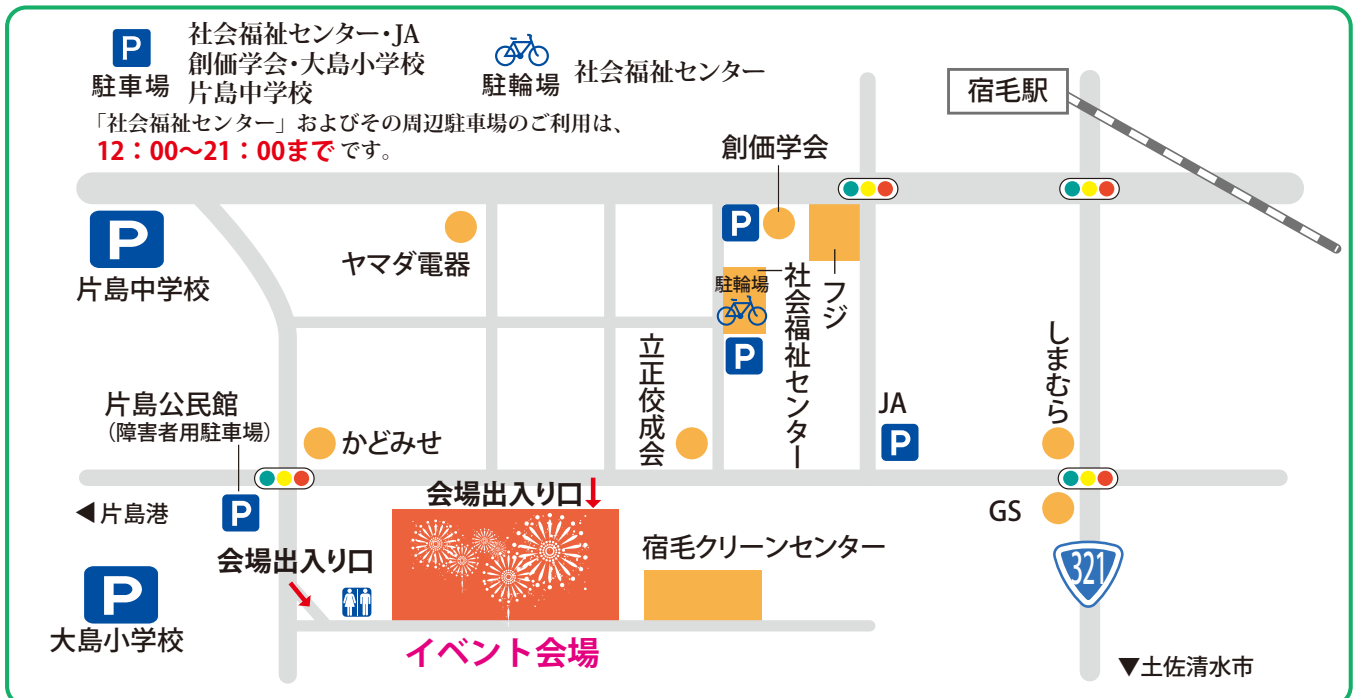 P
駐車場
社会福祉センター・JA
創価学会・大島小学校
片島中学校
駐輪場
社会福祉センター
「社会福祉センター」およびその周辺駐車場のご利用は、
12：00〜21：00まで です。
宿毛駅
創価学会
P
片島中学校
ヤマダ電器
P
駐輪場
社会福祉センター
フジ
P
立正佼成会
しまむら
片島公民館
（障害者用駐車場）
かどみせ
JA
P
◀片島港
P
会場出入り口
GS
会場出入り口
宿毛クリーンセンター
321
P
大島小学校
イベント会場
▼土佐清水市